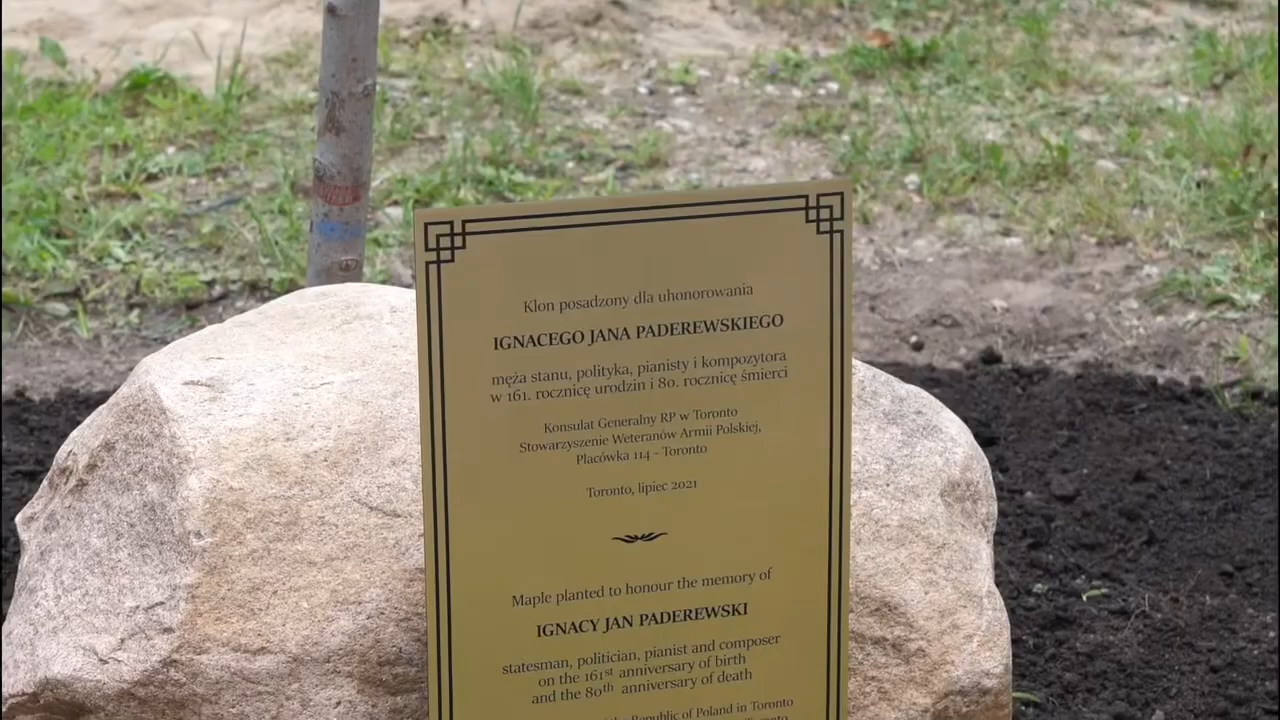 Klon posadzony dla uhonorowania
IGNACEGO JANA PADEREWSKIEGO
męża stanu, polityka, pianisty i kompozytora
w 161. rocznicę urodzin i 80. rocznicę śmierci
Konsulat Generalny RP w Toronto
Stowarzyszenie Weteranów Armii Polskiej,
Placówka 114 - Toronto
Toronto, lipiec 2021
Maple planted to honour the memory of
IGNACY JAN PADEREWSKI
statesman, politician, pianist and composer
on the 161st anniversary of birth
and the 80th anniversary of death
the Republic of Poland in Toronto
Toronto